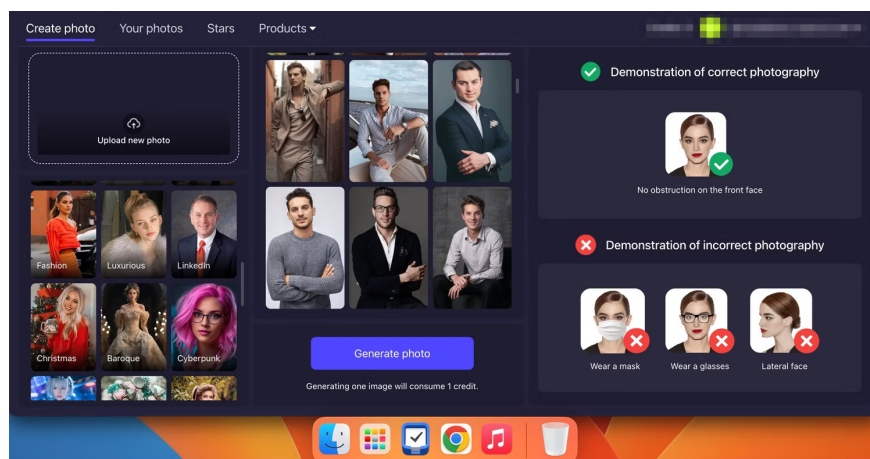 Create photo
Your photos
Stars
Products
Upload new photo
Fashion
Luxurious
LinkedIn
Christmas
Baroque
Cyberpunk
Generate photo
Generating one image will consume 1 credit.
Demonstration of correct photography
No obstruction on the front face
Demonstration of incorrect photography
Wear a mask
Wear a glasses
Lateral face